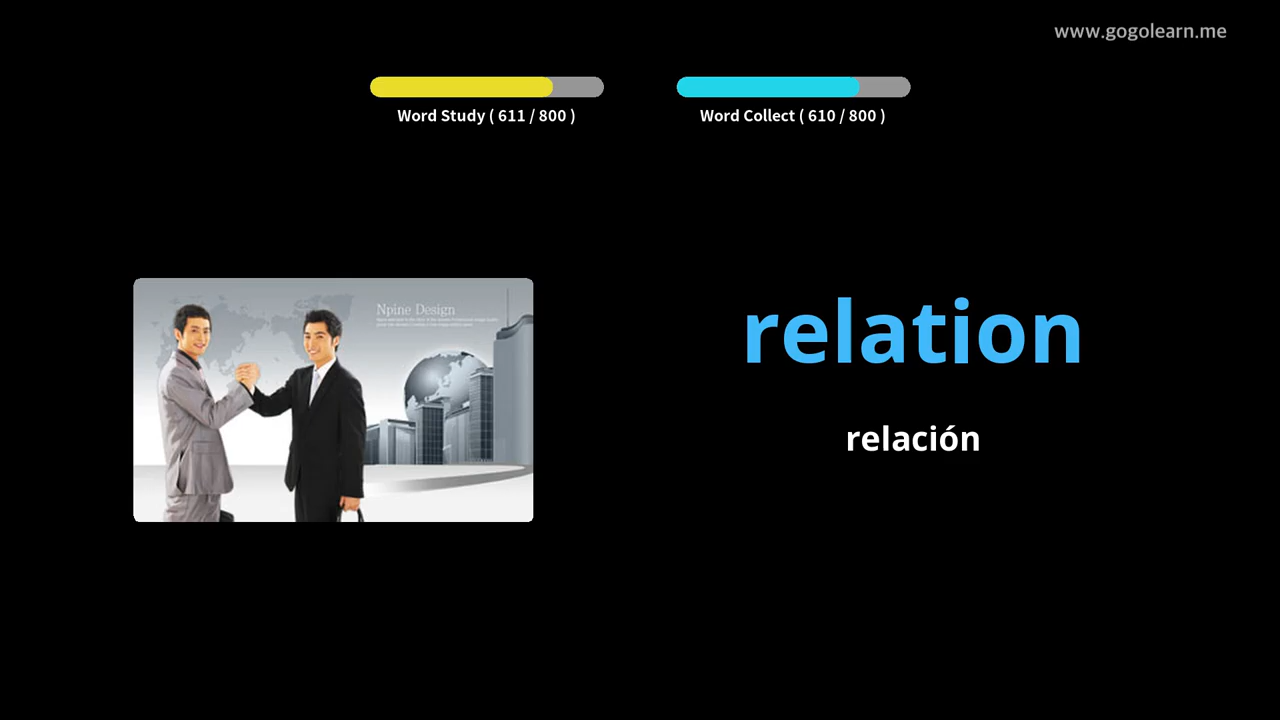 www.gogolearn.me
Word Study ( 611 / 800 )
Word Collect ( 610 / 800 )
Npine Design
relation
relación